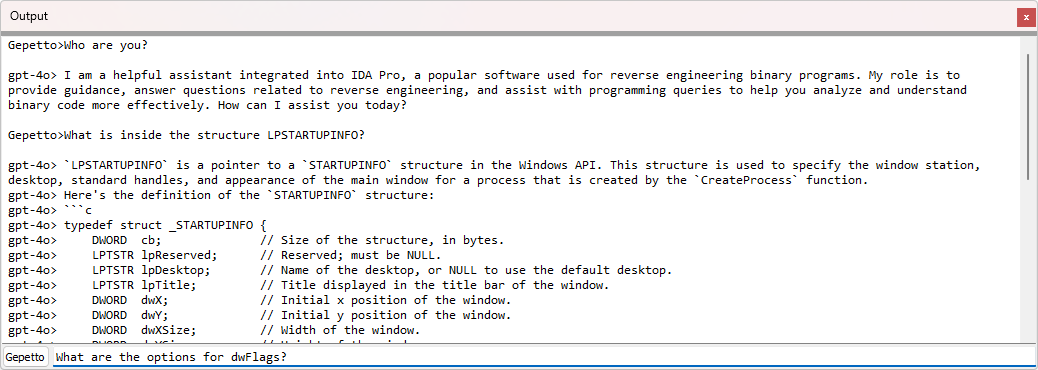 Output
x
Gepetto>Who are you?
gpt-4o> I am a helpful assistant integrated into IDA Pro, a popular software used for reverse engineering binary programs. My role is to
provide guidance, answer questions related to reverse engineering, and assist with programming queries to help you analyze and understand
binary code more effectively. How can I assist you today?
Gepetto>What is inside the structure LPSTARTUPINFO?
gpt-4o> `LPSTARTUPINFO` is a pointer to a `STARTUPINFO` structure in the Windows API. This structure is used to specify the window station,
desktop, standard handles, and appearance of the main window for a process that is created by the `CreateProcess` function.
gpt-4o> Here's the definition of the `STARTUPINFO` structure:
gpt-4o> ```c
gpt-4o> typedef struct _STARTUPINFO {
gpt-4o>     DWORD  cb;              // Size of the structure, in bytes.
gpt-4o>     LPTSTR lpReserved;      // Reserved; must be NULL.
gpt-4o>     LPTSTR lpDesktop;       // Name of the desktop, or NULL to use the default desktop.
gpt-4o>     LPTSTR lpTitle;         // Title displayed in the title bar of the window.
gpt-4o>     DWORD  dwX;             // Initial x position of the window.
gpt-4o>     DWORD  dwY;             // Initial y position of the window.
gpt-4o>     DWORD  dwXSize;         // Width of the window.
Gepetto What are the options for dwFlags?